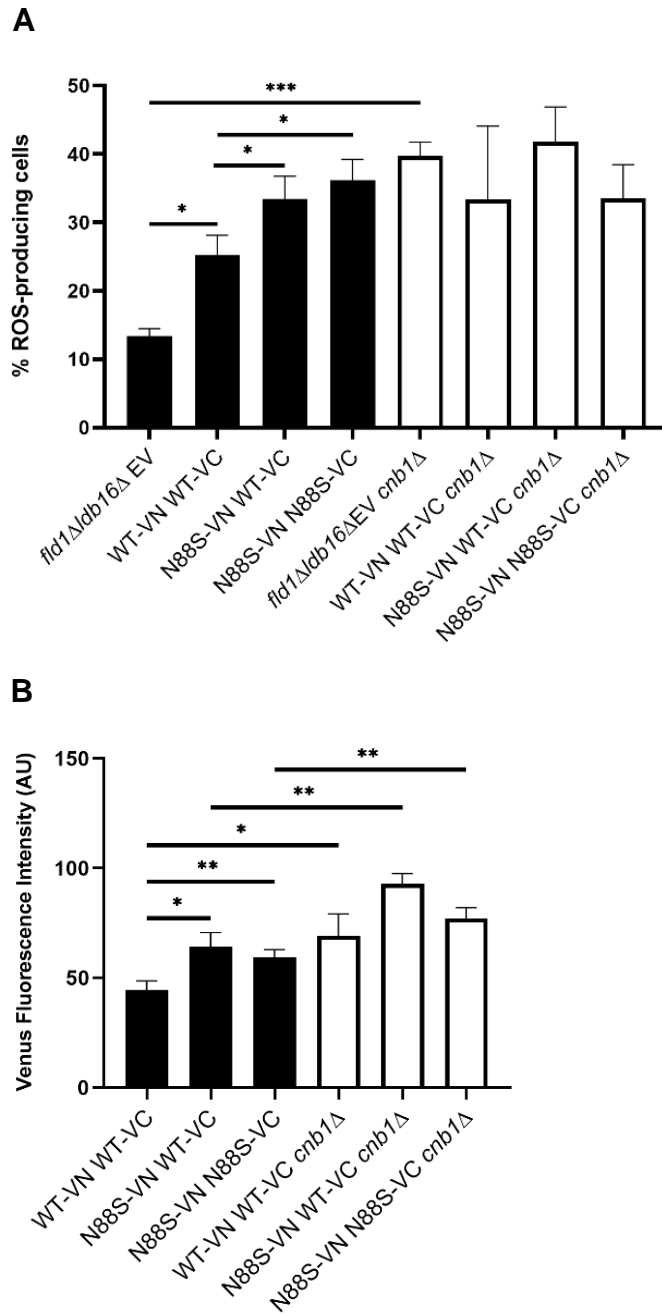 A
% ROS-producing cells
50
40
30
20
10
0
***
*
*
*
fld1Δldb16Δ EV
WT-VN WT-VC
N88S-VN WT-VC
N88S-VN N88S-VC
fld1Δldb16ΔEV cnb1Δ
WT-VN WT-VC cnb1Δ
N88S-VN WT-VC cnb1Δ
N88S-VN N88S-VC cnb1Δ
B
Venus Fluorescence Intensity (AU)
150
100
50
0
**
**
*
**
*
WT-VN WT-VC
N88S-VN WT-VC
N88S-VN N88S-VC
WT-VN WT-VC cnb1Δ
N88S-VN WT-VC cnb1Δ
N88S-VN N88S-VC cnb1Δ